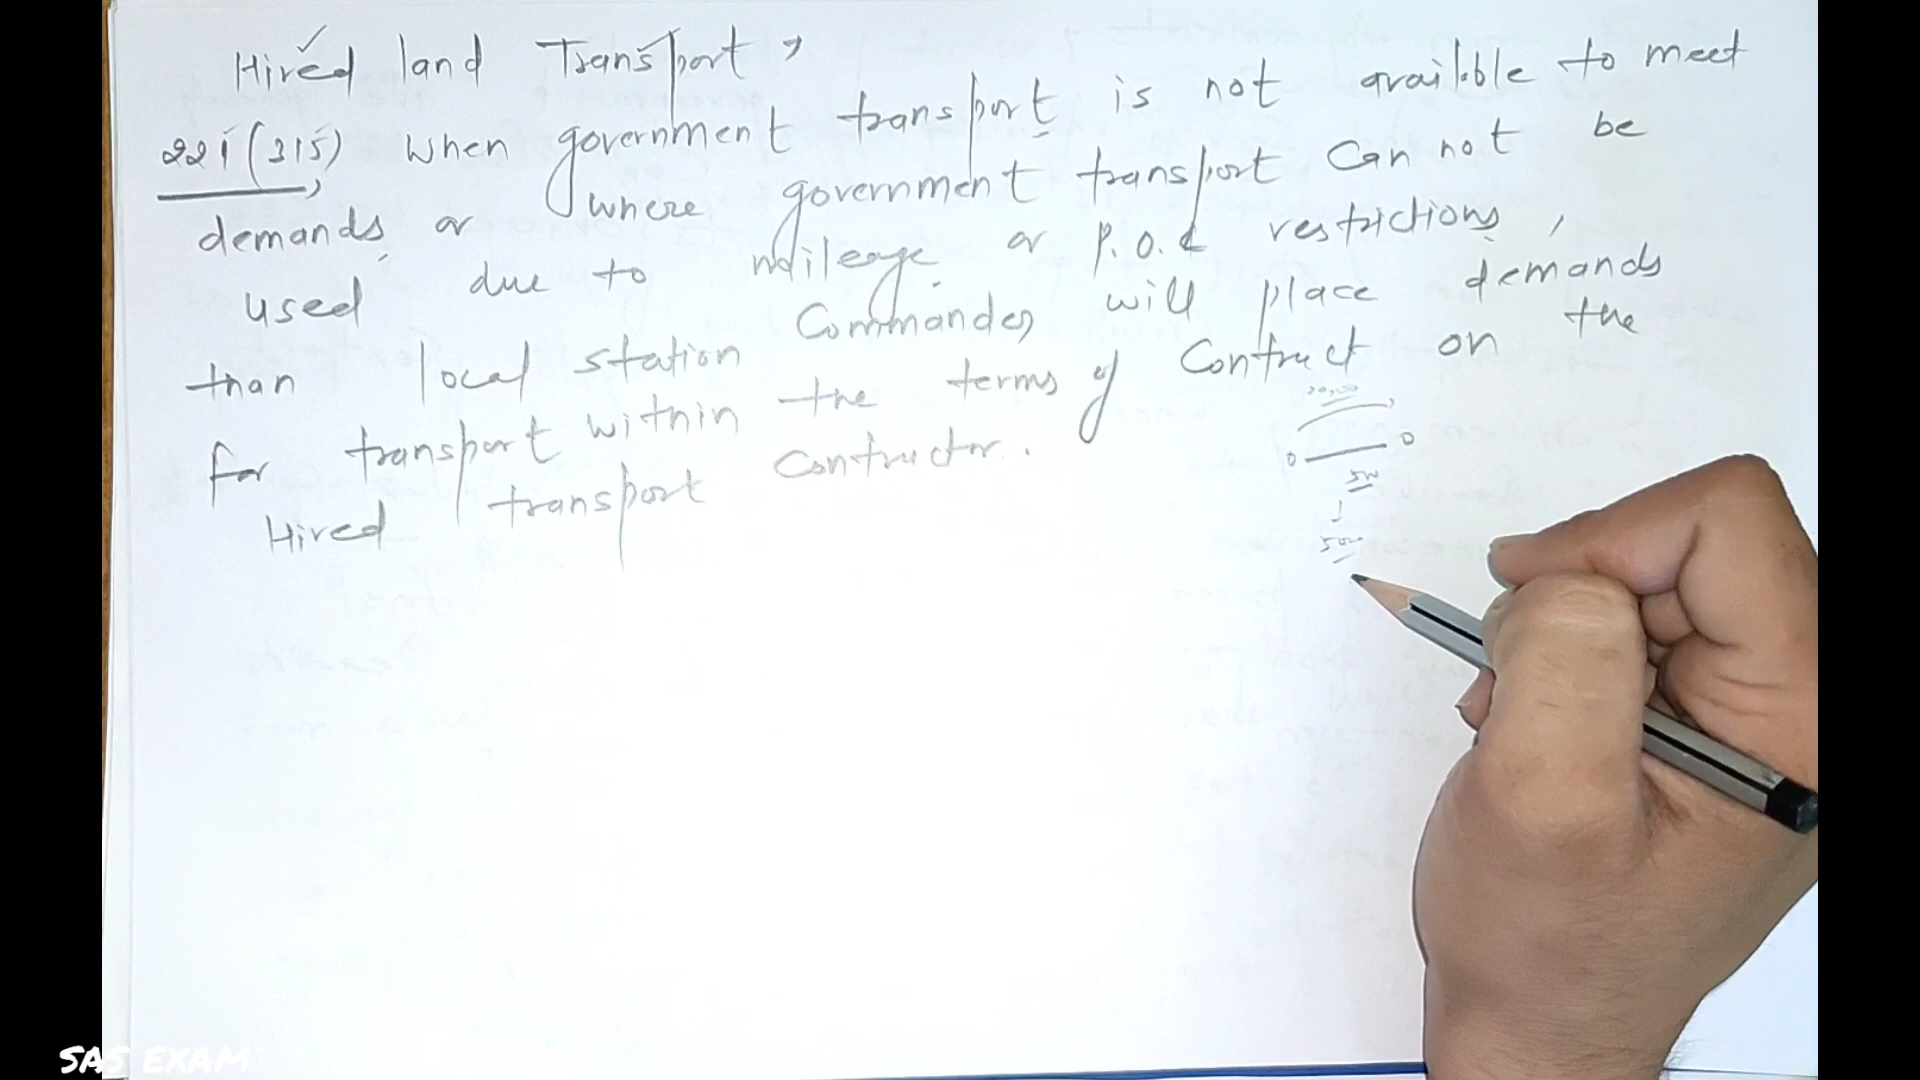 Hired land Transport,
221(315), When government transport is not available to meet
demands or where government transport Can not be
used due to mileage or P.O.L restrictions,
than local station Commander will place demands
for transport within the terms of Contract on the
Hired transport Contractor.
500
SAS EXAM